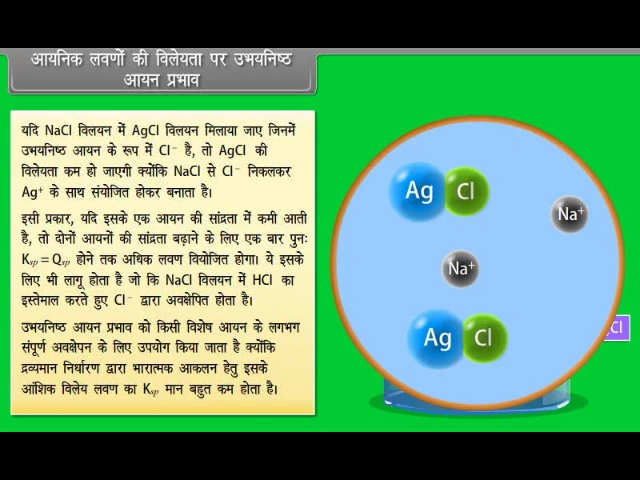 आयनिक लवणों की विलेयता पर उभयनिष्ठ
आयन प्रभाव
यदि NaCl विलयन में AgCl विलयन मिलाया जाए जिनमें
उभयनिष्ठ आयन के रूप में Cl⁻ है, तो AgCl की
विलेयता कम हो जाएगी क्योंकि NaCl से Cl⁻ निकलकर
Ag⁺ के साथ संयोजित होकर बनाता है।
इसी प्रकार, यदि इसके एक आयन की सांद्रता में कमी आती
है, तो दोनों आयनों की सांद्रता बढ़ाने के लिए एक बार पुनः
Ksp = Qsp होने तक अधिक लवण वियोजित होगा। ये इसके
लिए भी लागू होता है जो कि NaCl विलयन में HCl का
इस्तेमाल करते हुए Cl⁻ द्वारा अवक्षेपित होता है।
उभयनिष्ठ आयन प्रभाव को किसी विशेष आयन के लगभग
संपूर्ण अवक्षेपन के लिए उपयोग किया जाता है क्योंकि
द्रव्यमान निर्धारण द्वारा भारात्मक आकलन हेतु इसके
आंशिक विलेय लवण का Ksp मान बहुत कम होता है।
Ag Cl
Na⁺
Na⁺
Ag Cl